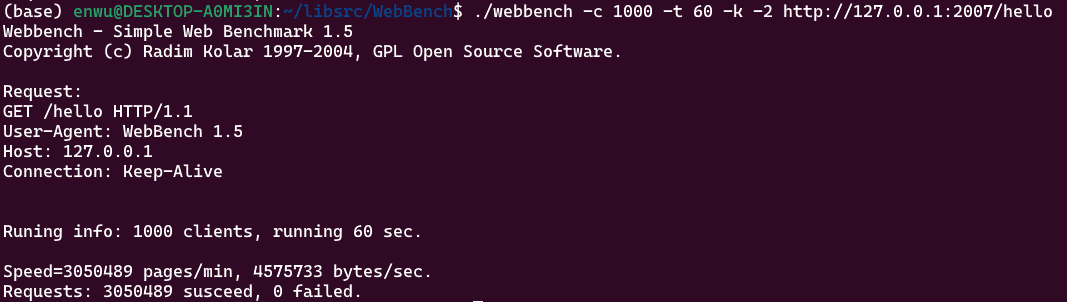 (base) enwu@DESKTOP-A0MI3IN:~/libsrc/WebBench$ ./webbench -c 1000 -t 60 -k -2 http://127.0.0.1:2007/hello
Webbench - Simple Web Benchmark 1.5
Copyright (c) Radim Kolar 1997-2004, GPL Open Source Software.
Request:
GET /hello HTTP/1.1
User-Agent: WebBench 1.5
Host: 127.0.0.1
Connection: Keep-Alive
Runing info: 1000 clients, running 60 sec.
Speed=3050489 pages/min, 4575733 bytes/sec.
Requests: 3050489 susceed, 0 failed.